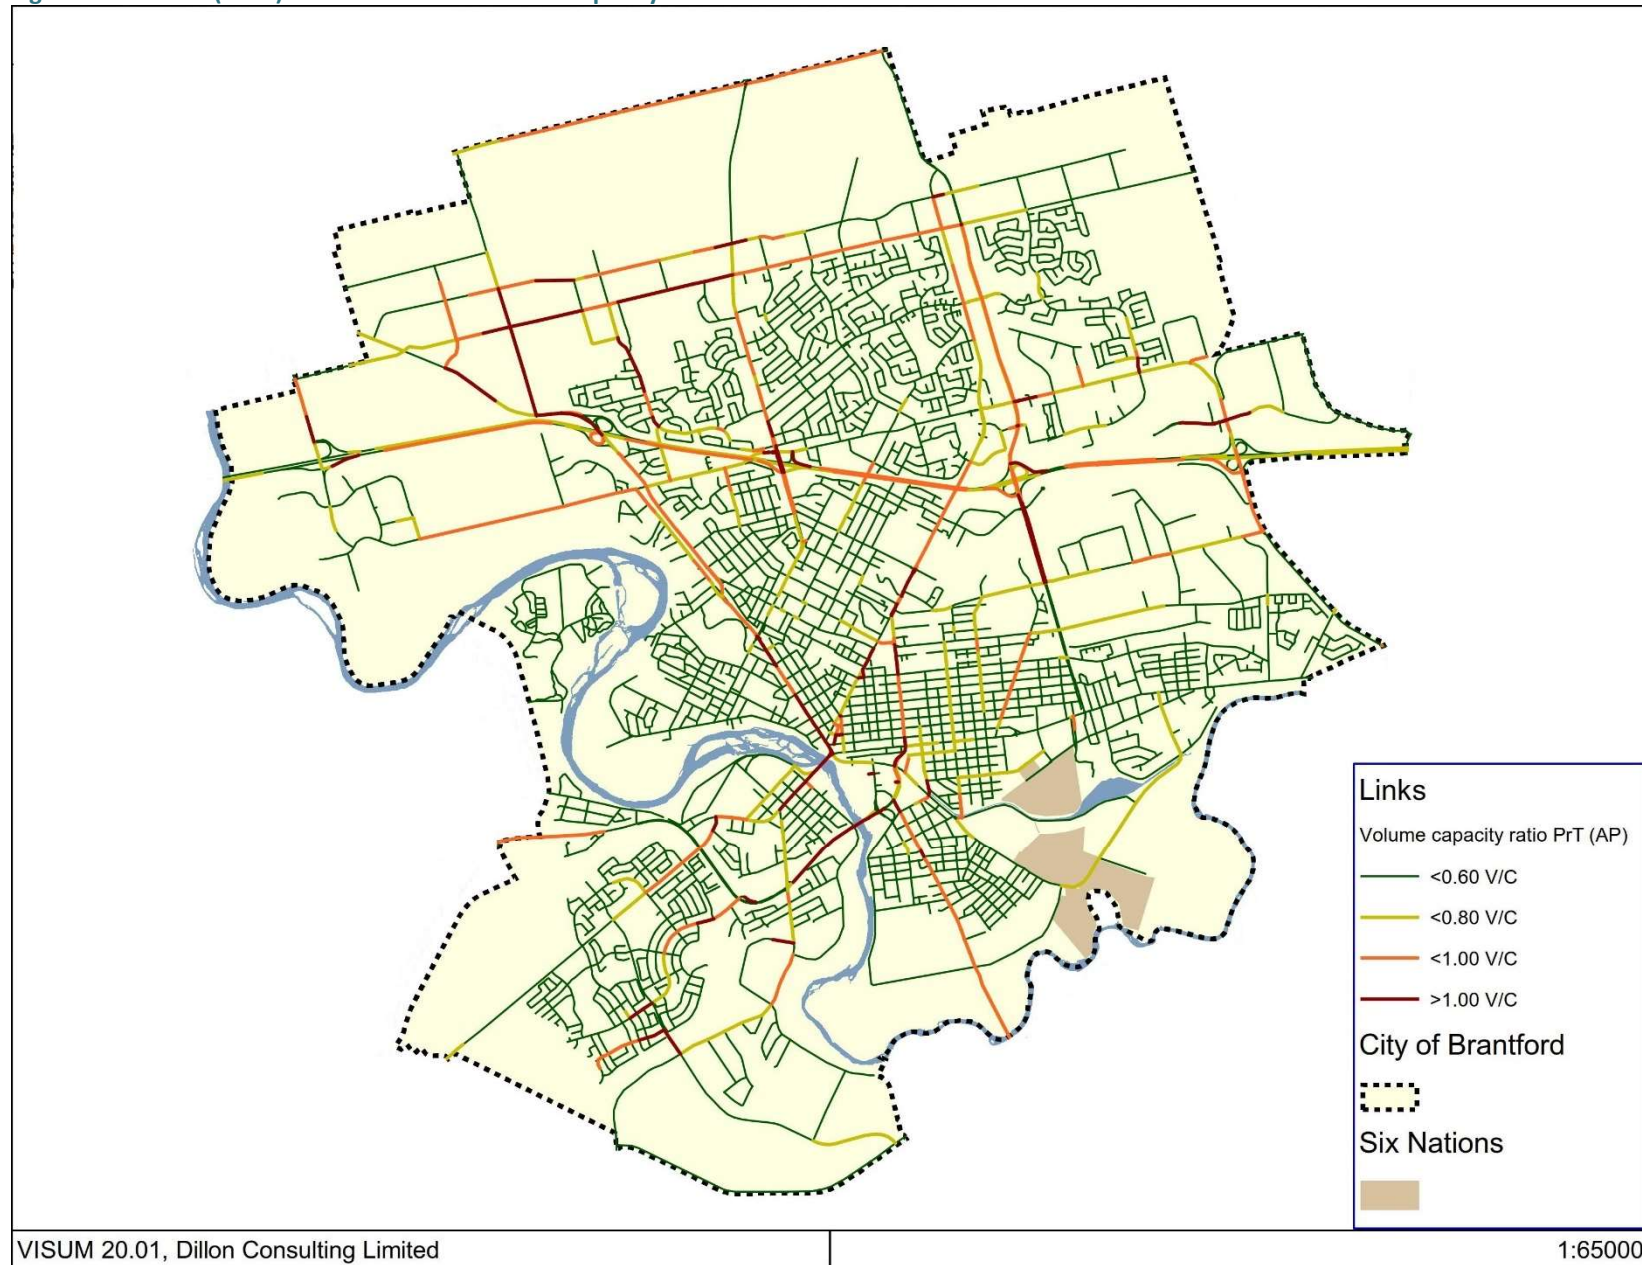 Links
Volume capacity ratio PrT (AP)
<0.60 V/C
<0.80 V/C
<1.00 V/C
>1.00 V/C
City of Brantford
Six Nations
VISUM 20.01, Dillon Consulting Limited
1:65000